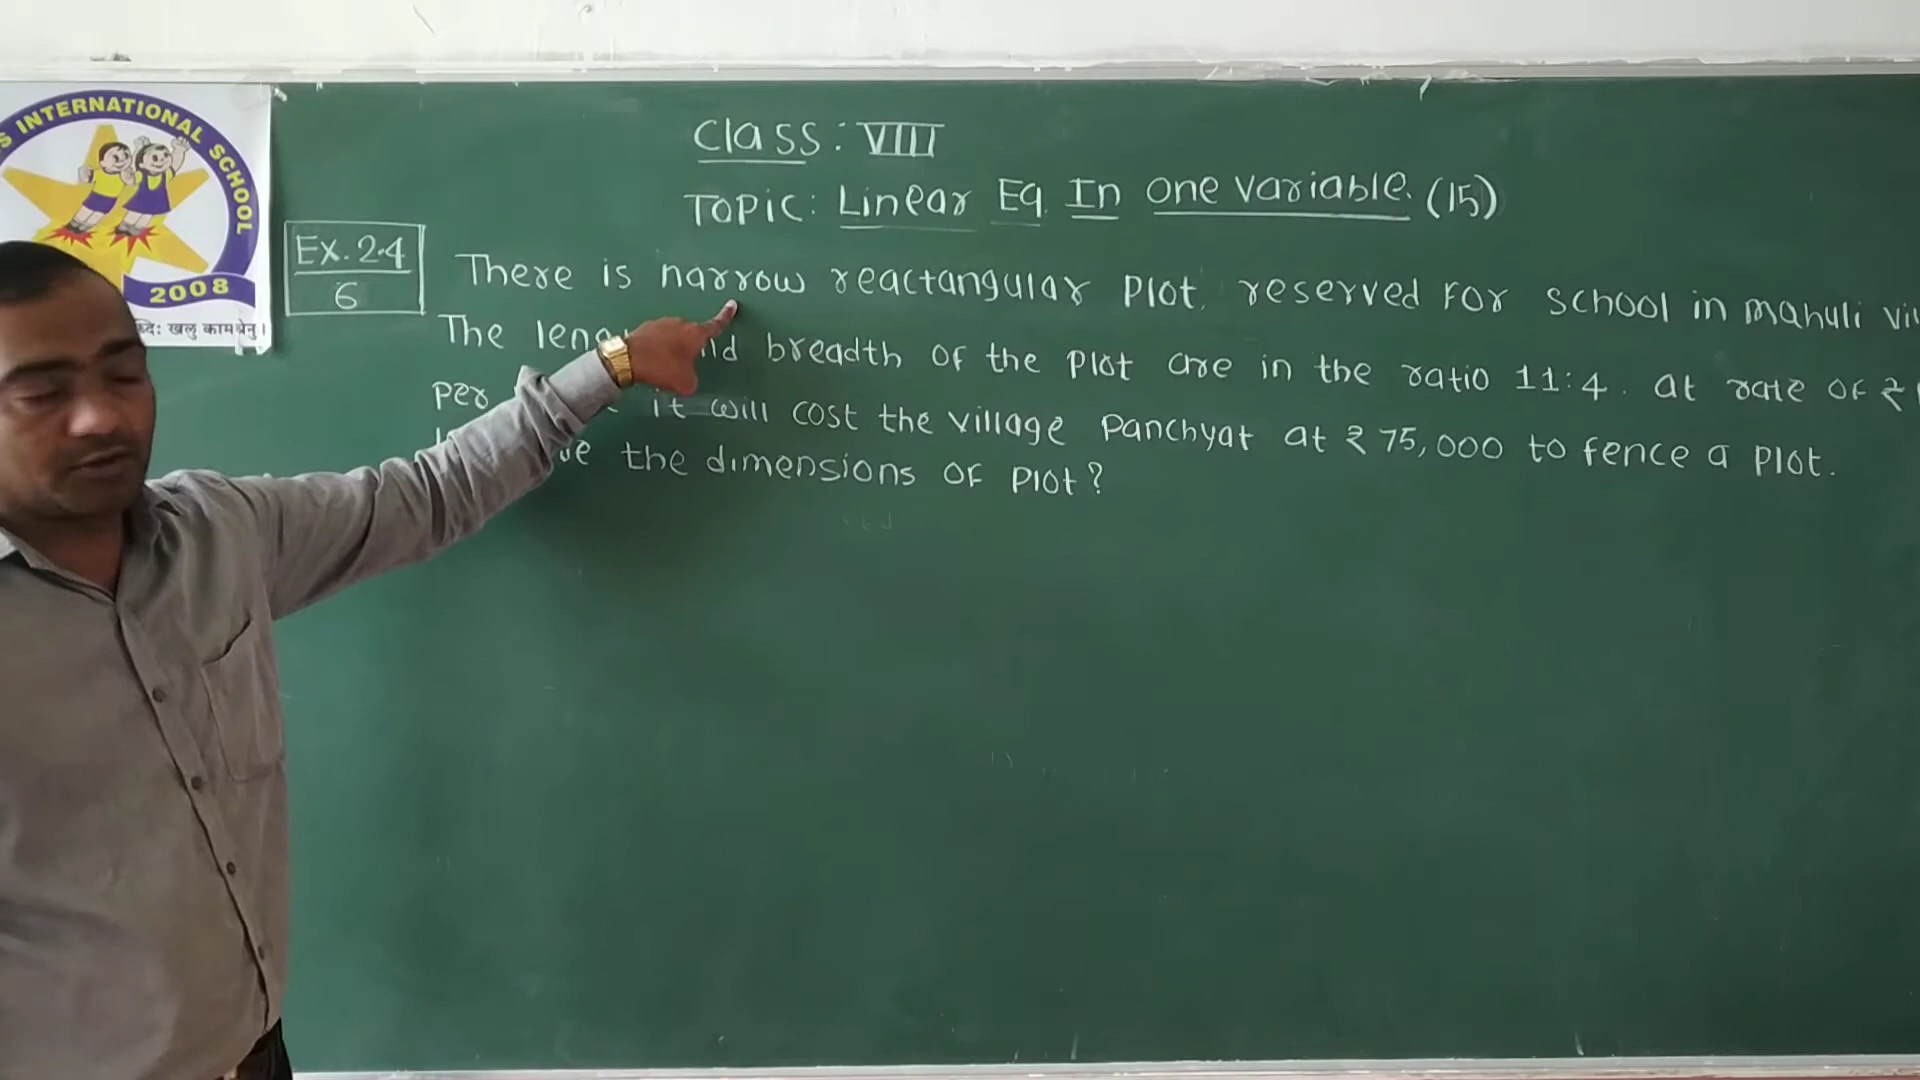 S INTERNATIONAL SCHOOL
2008
खलु कामधेनु।
Class: VIII
Topic: Linear Eq. In one variable. (15)
Ex. 2.4
6
There is narrow reactangular Plot. reserved For School in Mahuli
The breadth of the Plot are in the ratio 11:4. at rate of ₹
per it will cost the village Panchyat at ₹ 75,000 to fence a plot.
the dimensions of Plot?